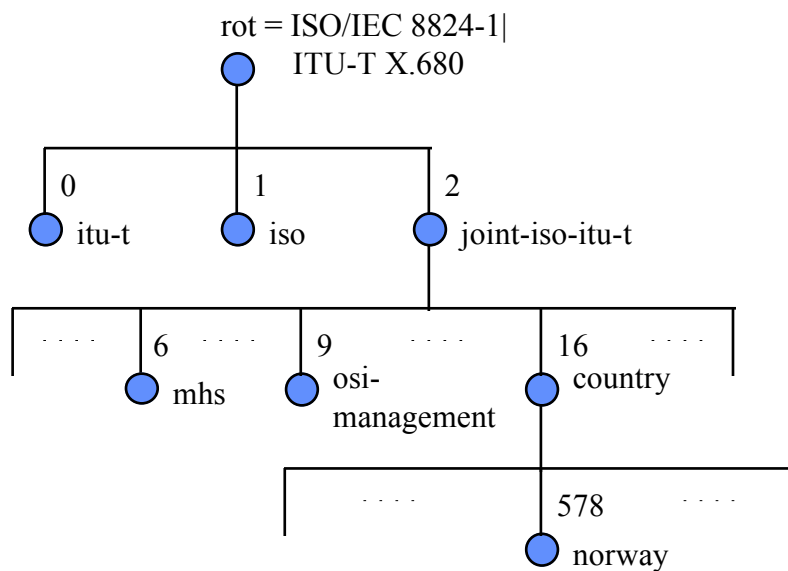 rot = ISO/IEC 8824-1|
ITU-T X.680
0
1
2
itu-t
iso
joint-iso-itu-t
. . . .
6
. . . .
9
. . . .
16
. . . .
mhs
osi-
management
country
. . . .
578
. . . .
norway